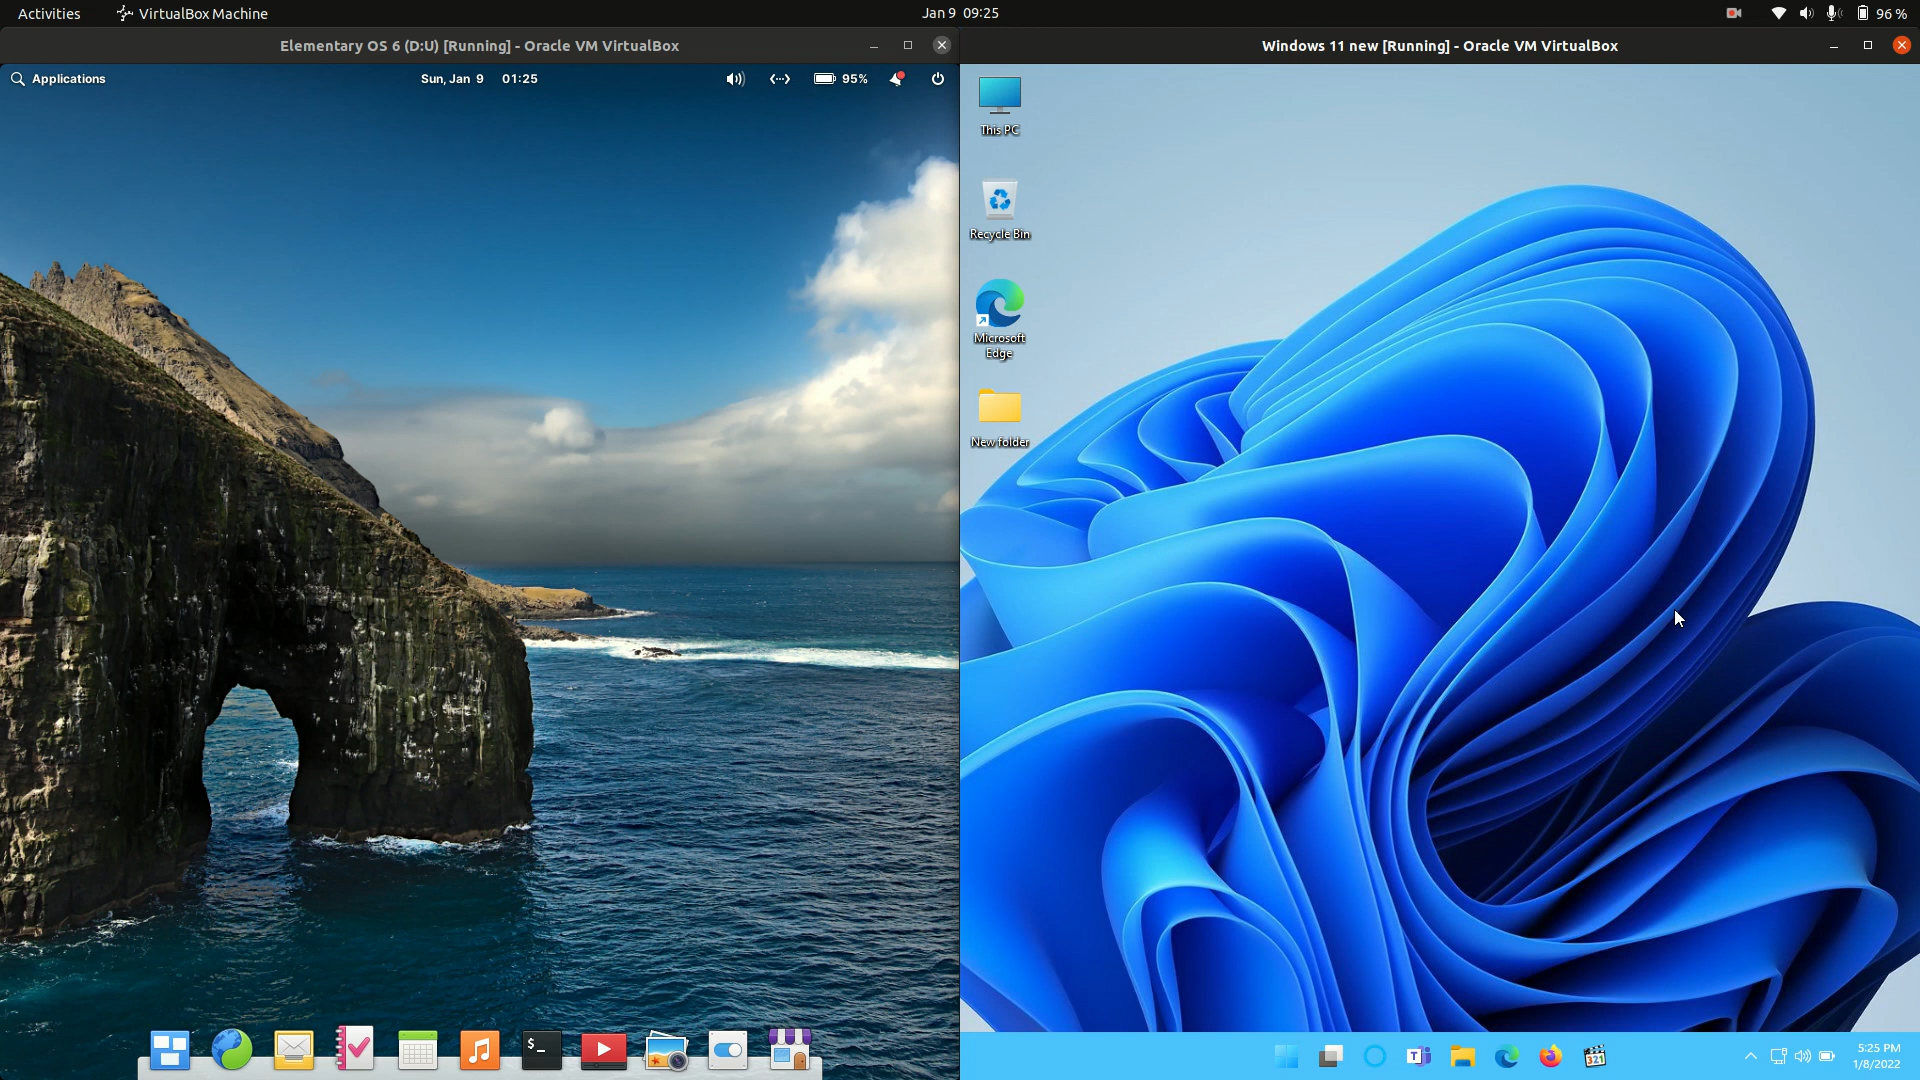 Activities
VirtualBox Machine
Jan 9 09:25
96 %
Elementary OS 6 (D:U) [Running] - Oracle VM VirtualBox
Applications
Sun, Jan 9 01:25
95%
$_
Windows 11 new [Running] - Oracle VM VirtualBox
This PC
Recycle Bin
Microsoft
Edge
New folder
T
321
5:25 PM
1/8/2022